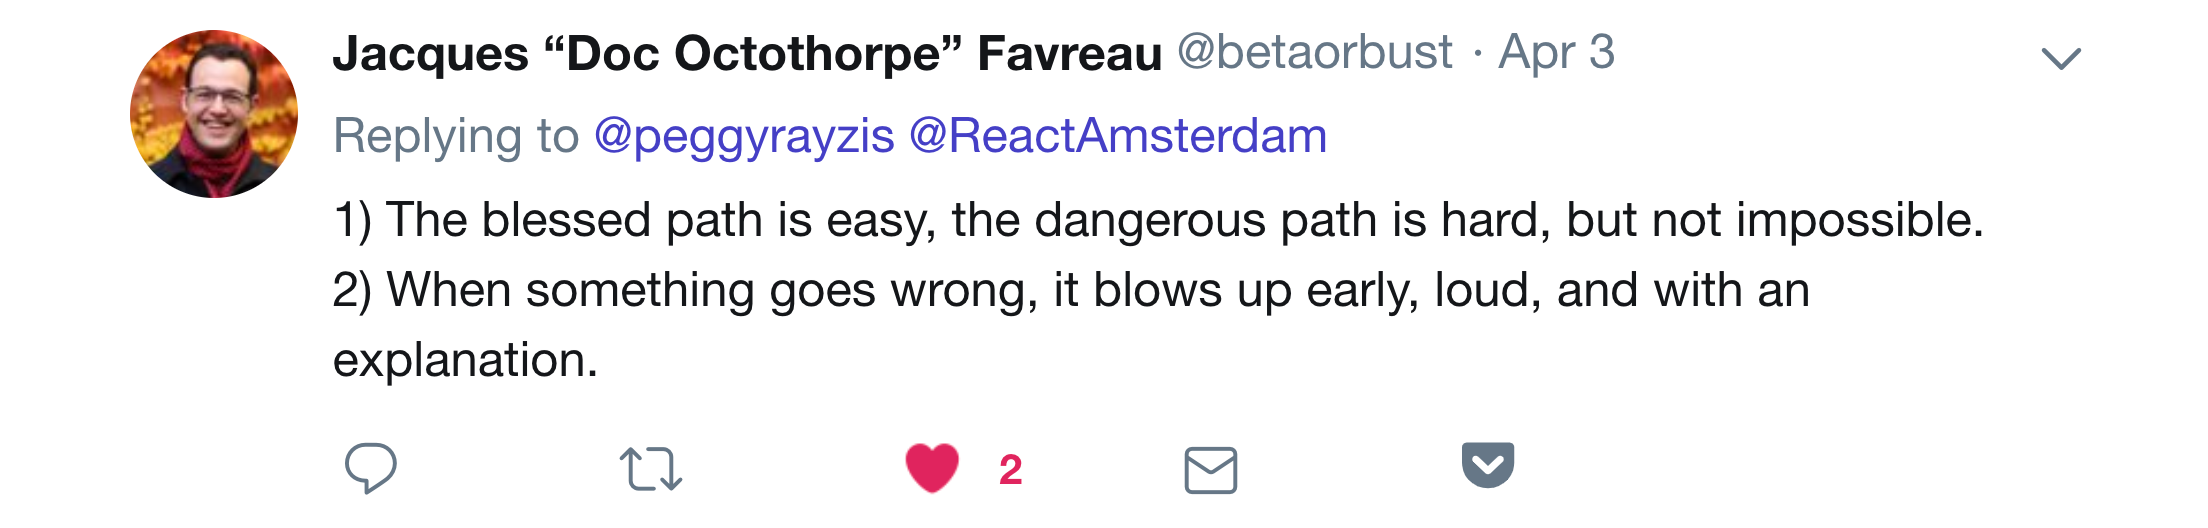 Jacques “Doc Octothorpe” Favreau @betaorbust · Apr 3
Replying to @peggyrayzis @ReactAmsterdam
1) The blessed path is easy, the dangerous path is hard, but not impossible.
2) When something goes wrong, it blows up early, loud, and with an
explanation.
2